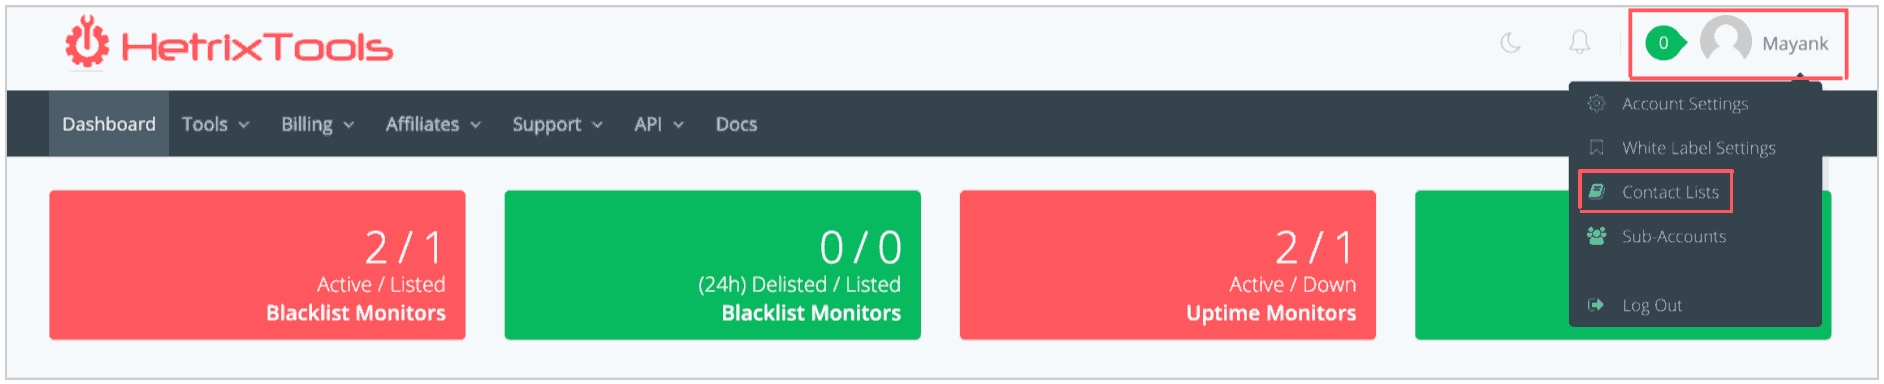 HetrixTools
0
Mayank
Dashboard
Tools
Billing
Affiliates
Support
API
Docs
Account Settings
White Label Settings
Contact Lists
Sub-Accounts
Log Out
2 / 1
Active / Listed
Blacklist Monitors
0 / 0
(24h) Delisted / Listed
Blacklist Monitors
2 / 1
Active / Down
Uptime Monitors